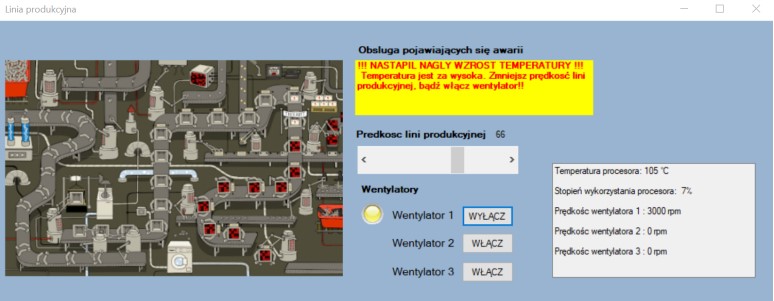 Linia produkcyjna
Obsluga pojawiających się awarii
!!! NASTAPIL NAGLY WZROST TEMPERATURY !!!
Temperatura jest za wysoka. Zmniejsz prędkosć lini
produkcyjnej, bądź włącz wentylator!!
Predkosc lini produkcyjnej 66
Wentylatory
Wentylator 1 WYŁĄCZ
Wentylator 2 WŁĄCZ
Wentylator 3 WŁĄCZ
Temperatura procesora: 105 °C
Stopień wykorzystania procesora: 7%
Prędkośc wentylatora 1 : 3000 rpm
Prędkośc wentylatora 2 : 0 rpm
Prędkośc wentylatora 3 : 0 rpm